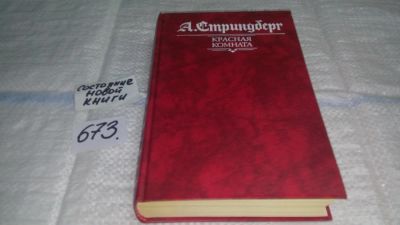 А. Стриндберг
КРАСНАЯ
КОМНАТА
состояние
новой
книги
673.